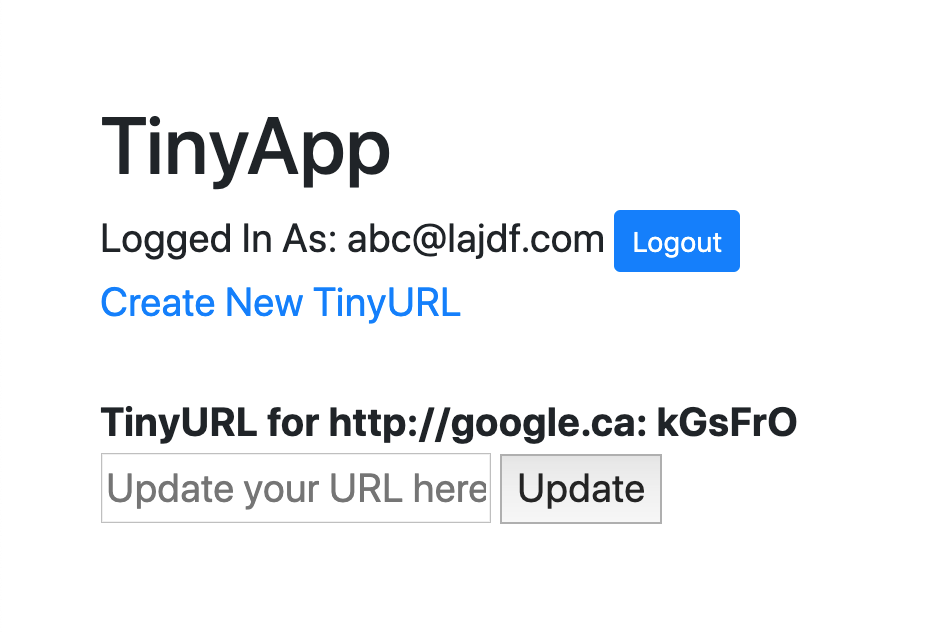 TinyApp
Logged In As: abc@lajdf.com Logout
Create New TinyURL
TinyURL for http://google.ca: kGsFrO
Update your URL here Update